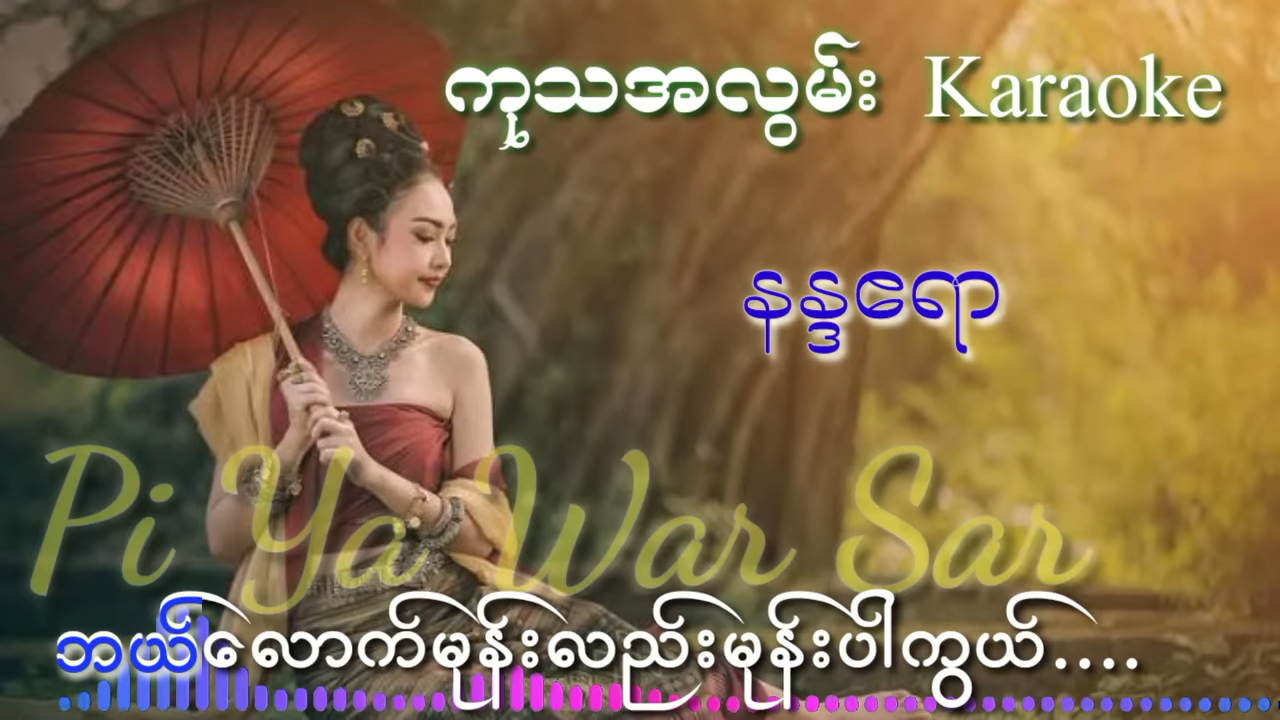 ကုသအလွမ်း Karaoke
နန္ဒဧရာ
Pi Ya War Sar
ဘယ်လောက်မုန်းလည်းမုန်းပါကွယ်....